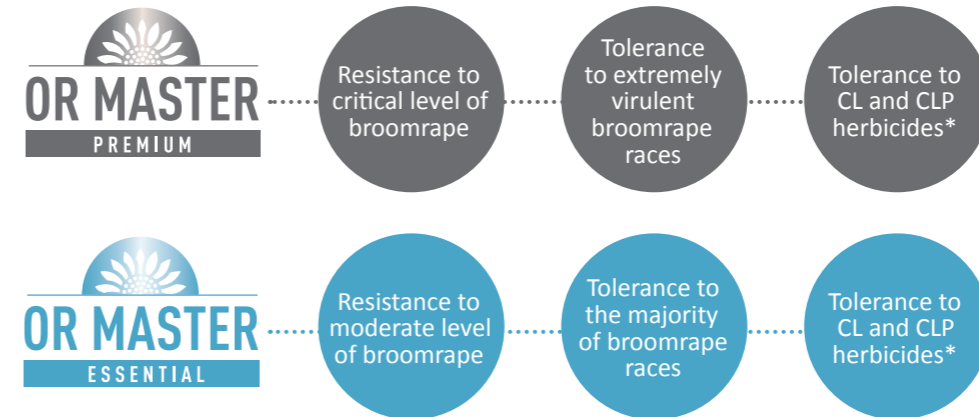 OR MASTER
PREMIUM
Resistance to
critical level of
broomrape
Tolerance
to extremely
virulent
broomrape
races
Tolerance to
CL and CLP
herbicides*
OR MASTER
ESSENTIAL
Resistance to
moderate level
of broomrape
Tolerance to
the majority
of broomrape
races
Tolerance to
CL and CLP
herbicides*